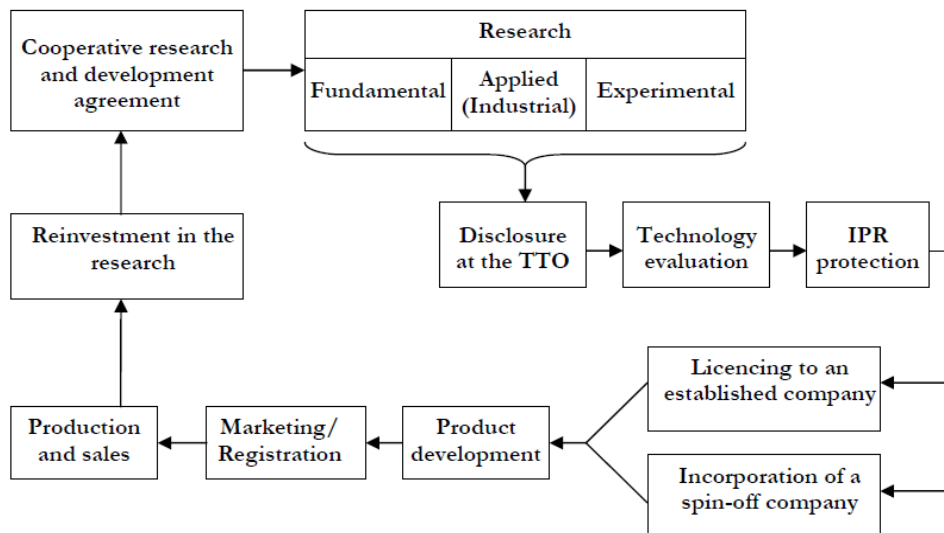 Cooperative research
and development
agreement
Research
Fundamental
Applied
(Industrial)
Experimental
Reinvestment in the
research
Disclosure
at the TTO
Technology
evaluation
IPR
protection
Licencing to an
established company
Production
and sales
Marketing/
Registration
Product
development
Incorporation of a
spin-off company